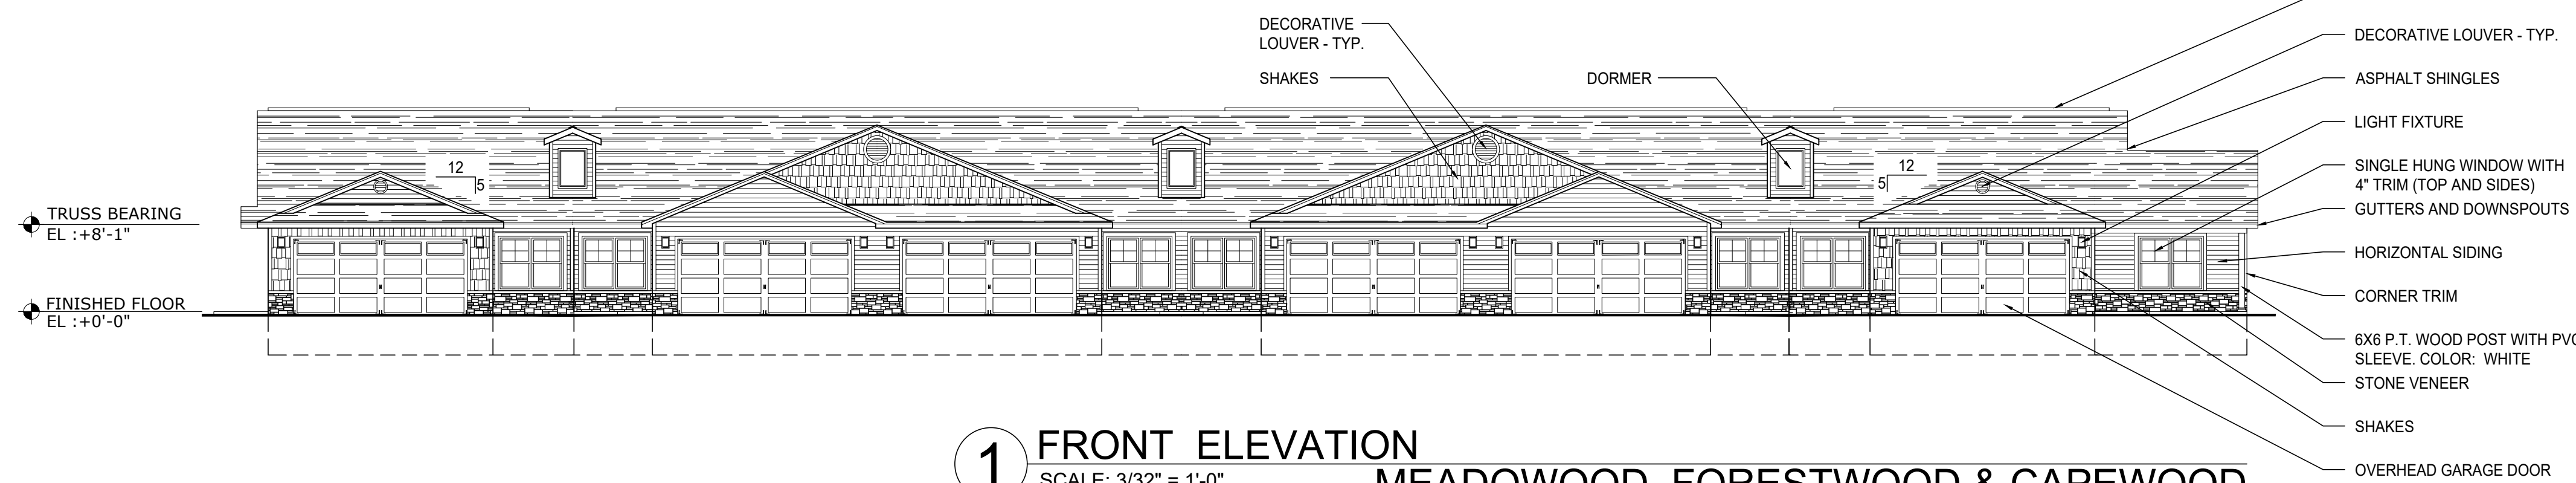 DECORATIVE
LOUVER - TYP.
SHAKES
DORMER
DECORATIVE LOUVER - TYP.
ASPHALT SHINGLES
LIGHT FIXTURE
SINGLE HUNG WINDOW WITH
4" TRIM (TOP AND SIDES)
GUTTERS AND DOWNSPOUTS
HORIZONTAL SIDING
CORNER TRIM
6X6 P.T. WOOD POST WITH PVC
SLEEVE. COLOR: WHITE
STONE VENEER
SHAKES
OVERHEAD GARAGE DOOR
12
5
12
5
TRUSS BEARING
EL :+8'-1"
FINISHED FLOOR
EL :+0'-0"
1
FRONT ELEVATION
SCALE: 3/32" = 1'-0"
MEADOWOOD, FORESTWOOD & CAPEWOOD